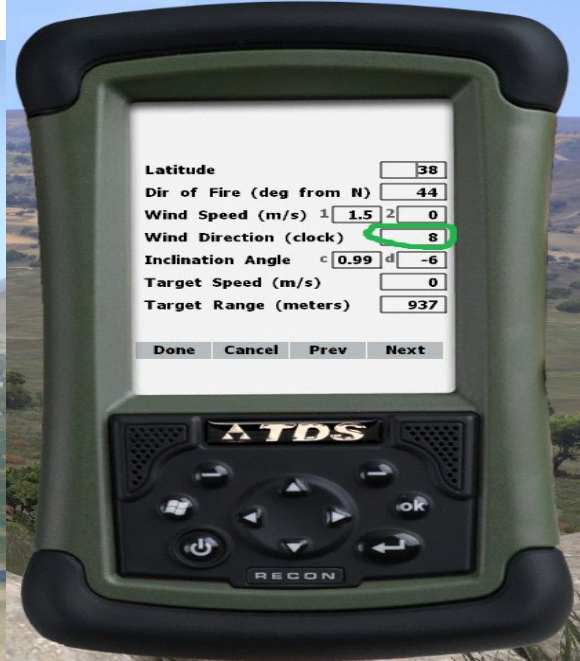 Latitude 38
Dir of Fire (deg from N) 44
Wind Speed (m/s) 1 1.5 2 0
Wind Direction (clock) 8
Inclination Angle c 0.99 d -6
Target Speed (m/s) 0
Target Range (meters) 937
Done Cancel Prev Next
TDS
ok
RECON